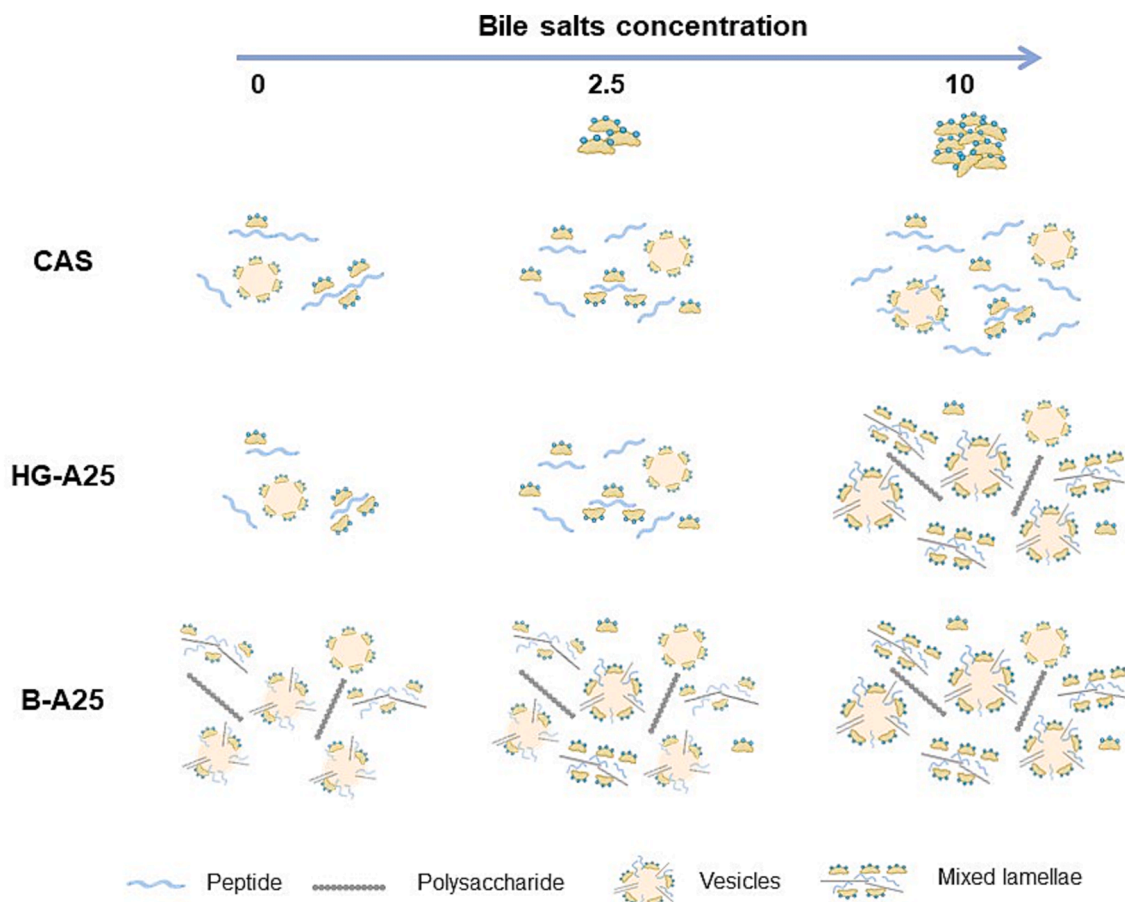 Bile salts concentration
0 2.5 10
CAS
HG-A25
B-A25
Peptide Polysaccharide Vesicles Mixed lamellae